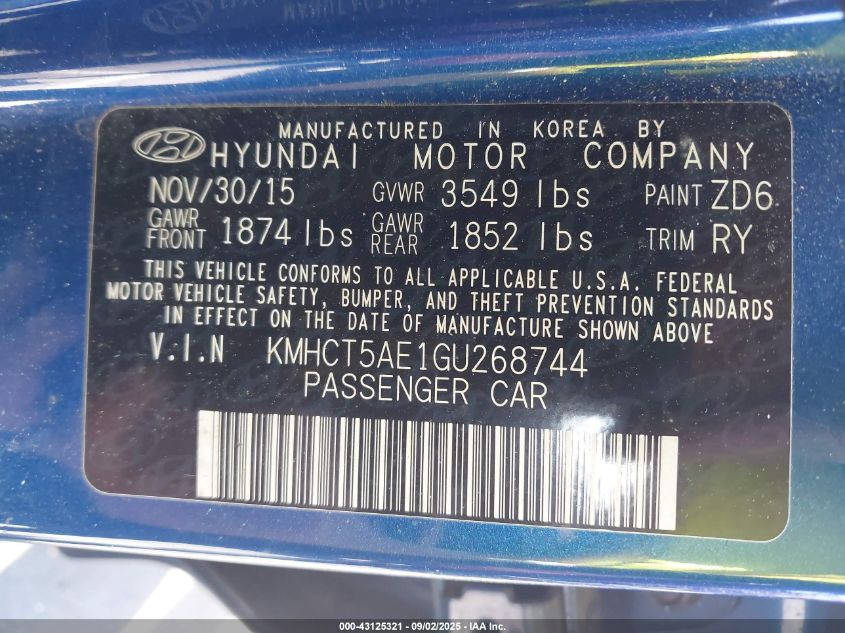 MANUFACTURED IN KOREA BY
HYUNDAI MOTOR COMPANY
NOV/30/15 GVWR 3549 lbs PAINT ZD6
GAWR FRONT 1874 lbs GAWR REAR 1852 lbs TRIM RY
THIS VEHICLE CONFORMS TO ALL APPLICABLE U.S.A. FEDERAL
MOTOR VEHICLE SAFETY, BUMPER, AND THEFT PREVENTION STANDARDS
IN EFFECT ON THE DATE OF MANUFACTURE SHOWN ABOVE
V.I.N KMHCT5AE1GU268744
PASSENGER CAR
000-43125321 - 09/02/2025 - IAA Inc.